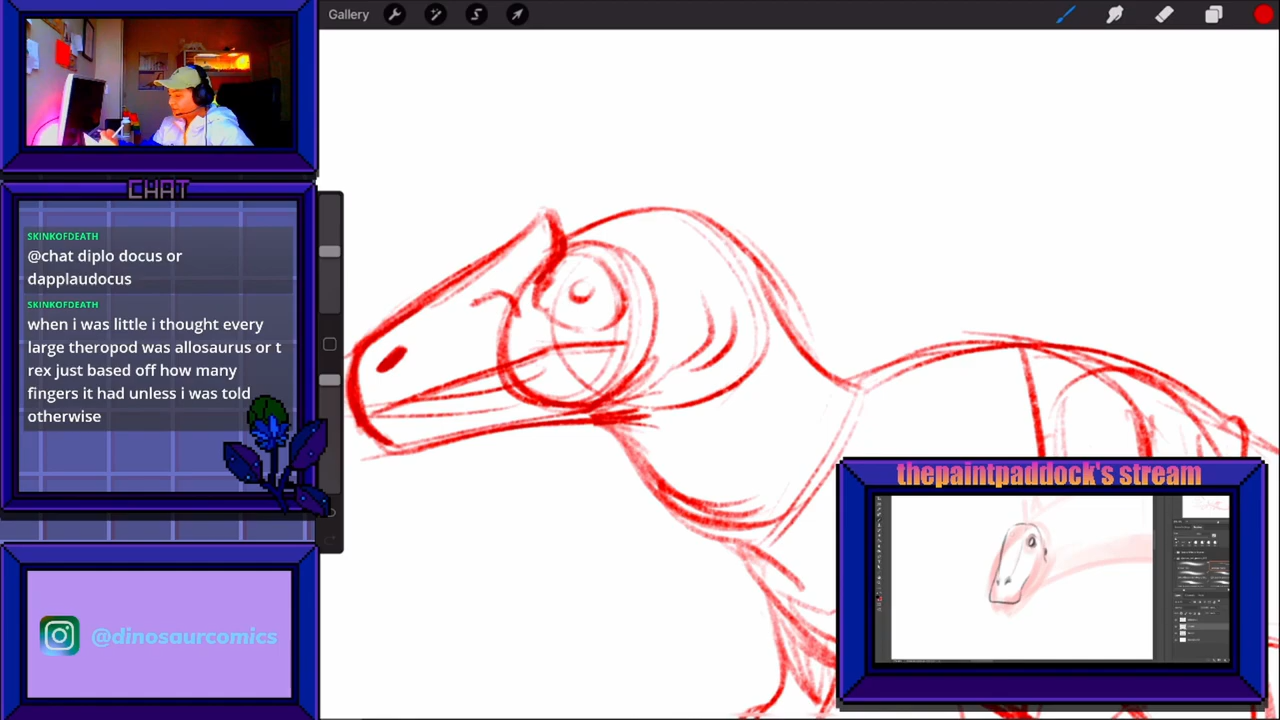 Gallery
CHAT
SKINKOFDEATH
@chat diplo docus or
dapplaudocus
SKINKOFDEATH
when i was little i thought every
large theropod was allosaurus or t
rex just based off how many
fingers it had unless i was told
otherwise
thepaintpaddock's stream
@dinosaurcomics